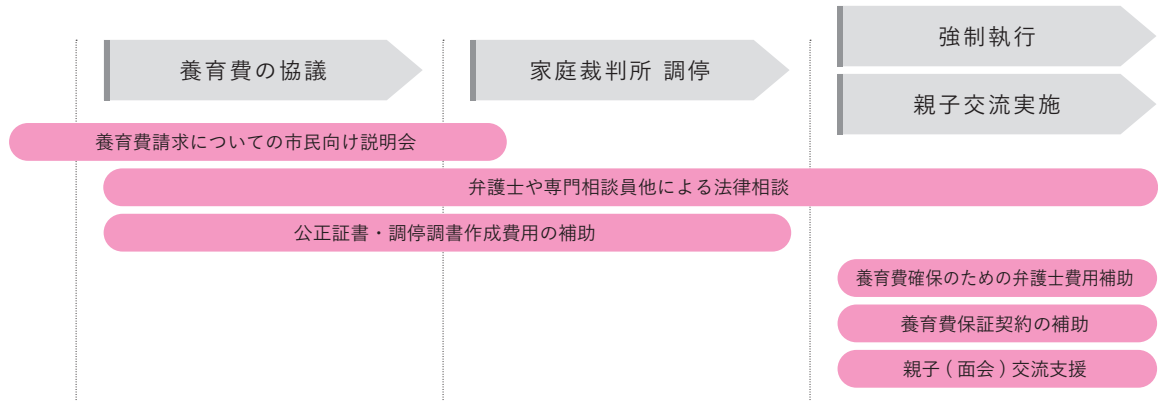 養育費の協議
家庭裁判所 調停
強制執行
親子交流実施
養育費請求についての市民向け説明会
弁護士や専門相談員他による法律相談
公正証書・調停調書作成費用の補助
養育費確保のための弁護士費用補助
養育費保証契約の補助
親子（面会）交流支援